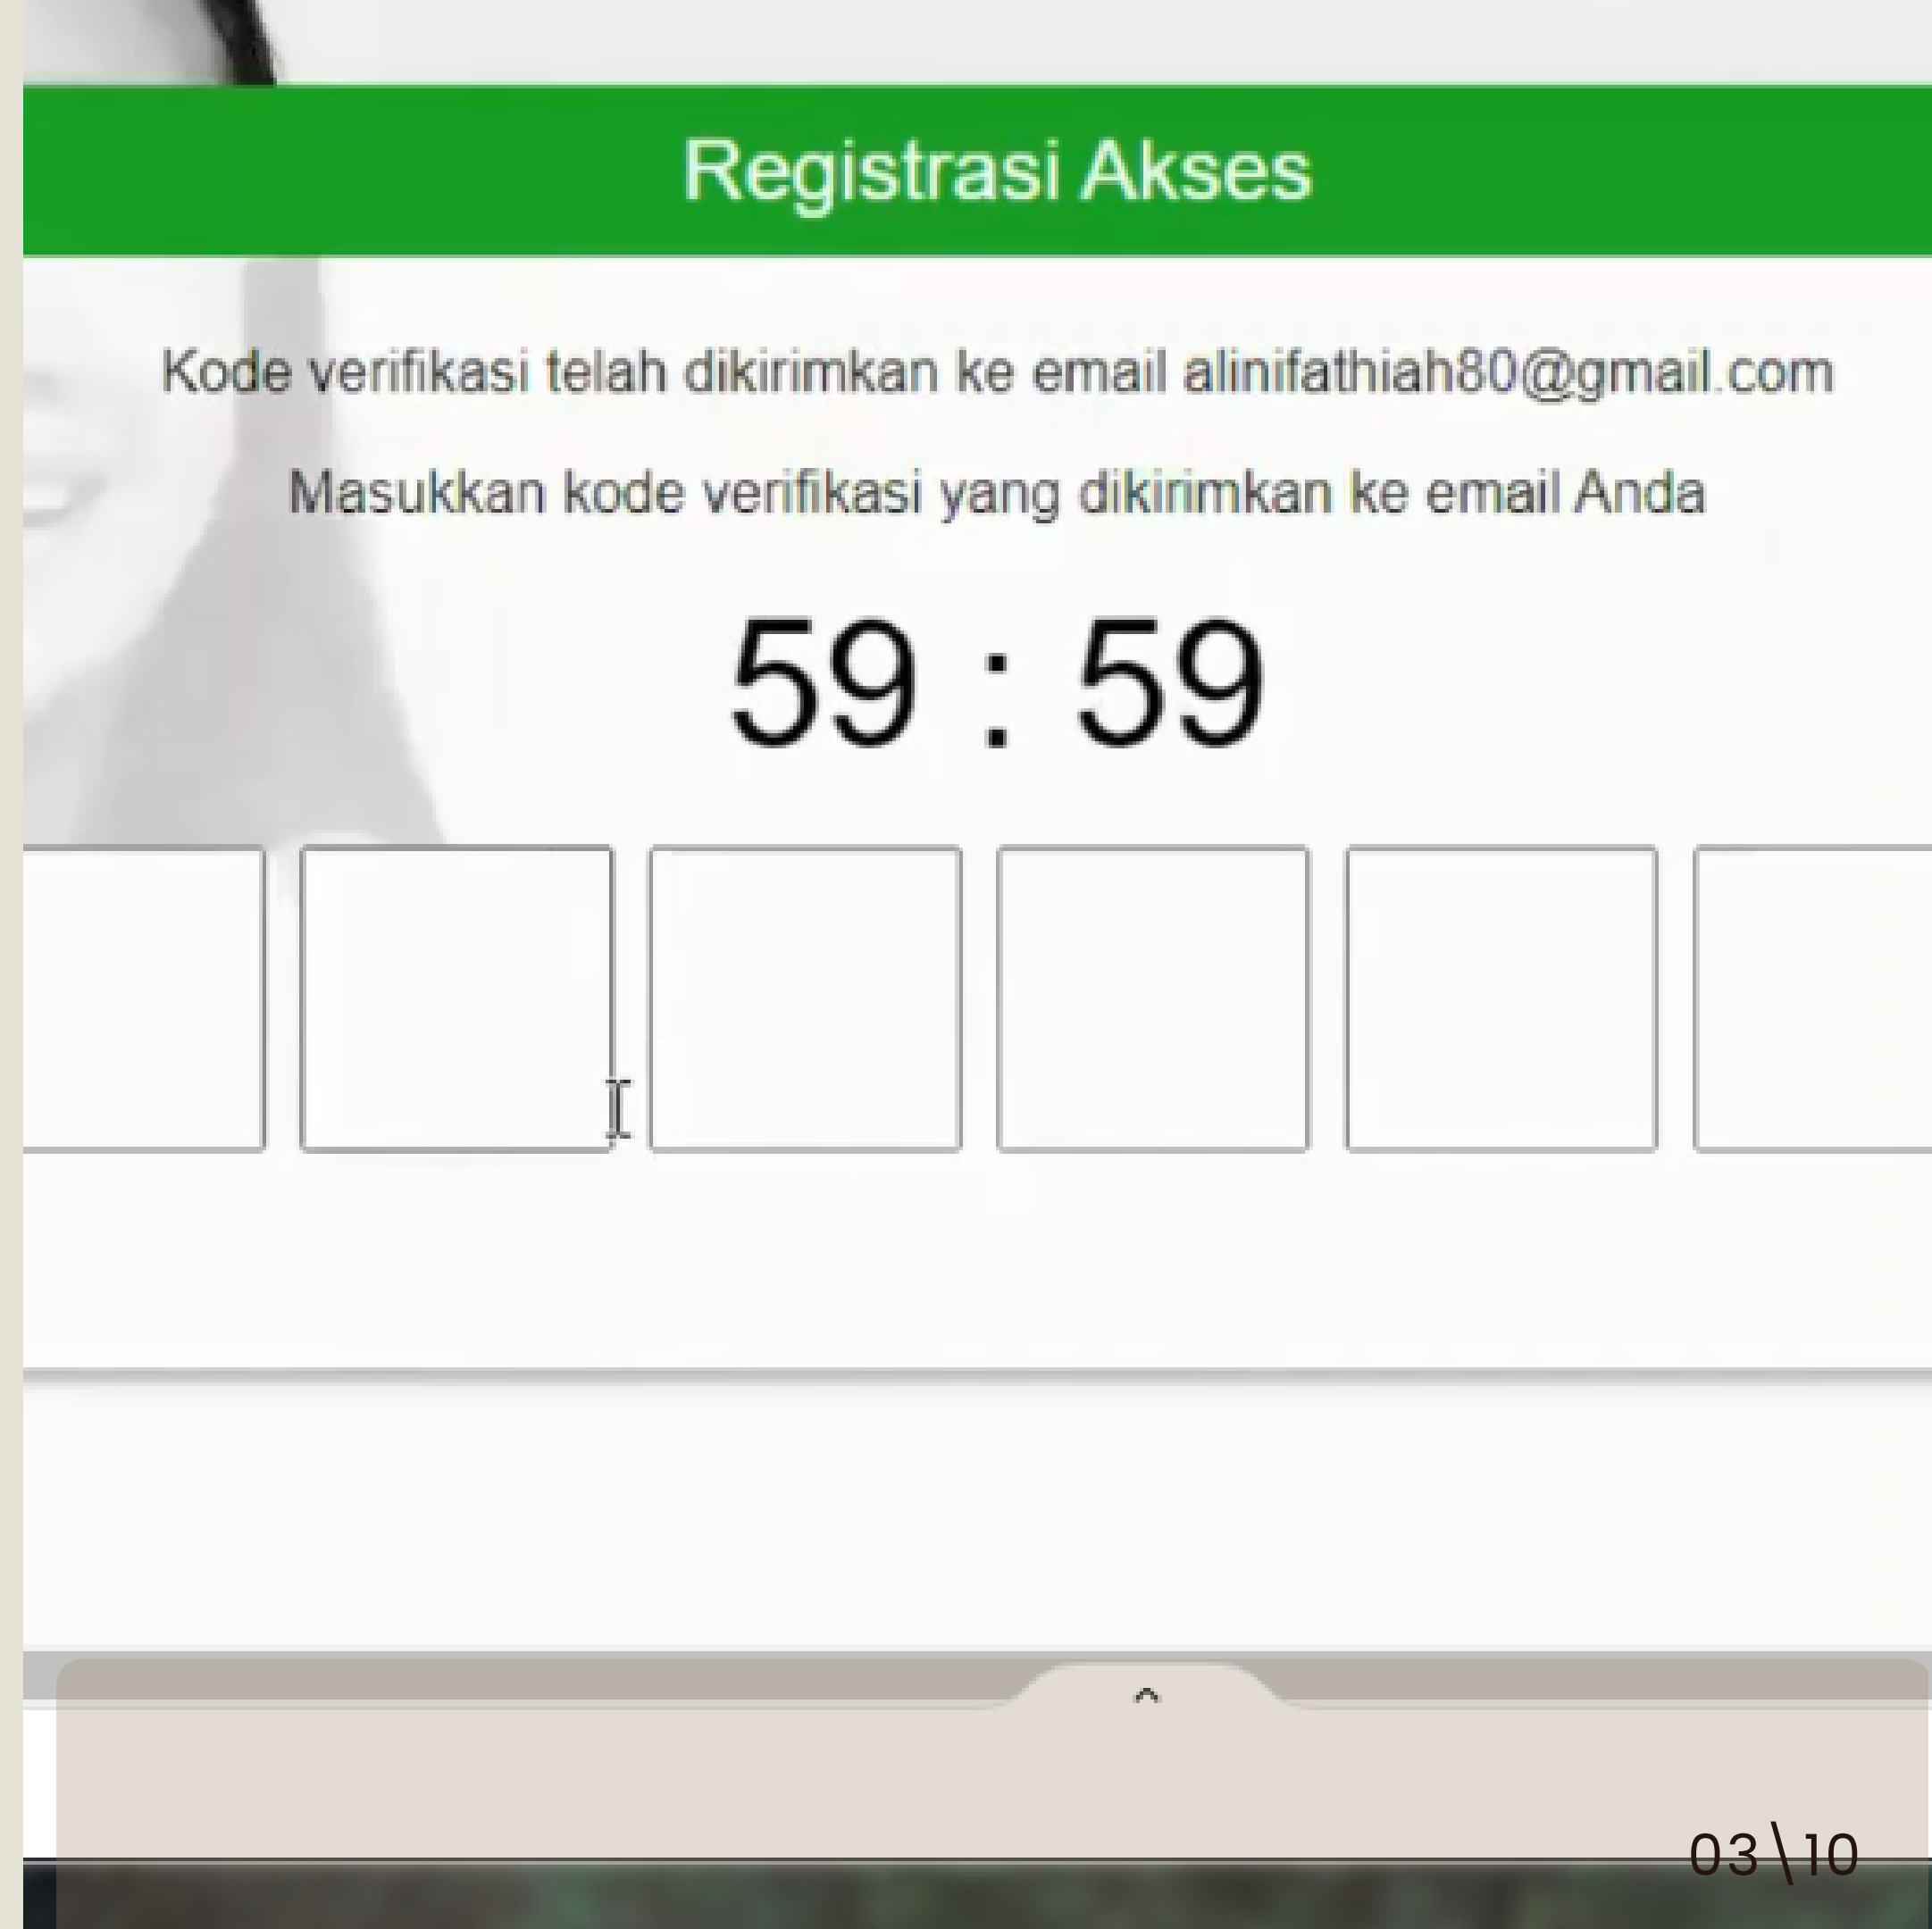 Registrasi Akses
Kode verifikasi telah dikirimkan ke email alinifathiah80@gmail.com
Masukkan kode verifikasi yang dikirimkan ke email Anda
59 : 59
03\10